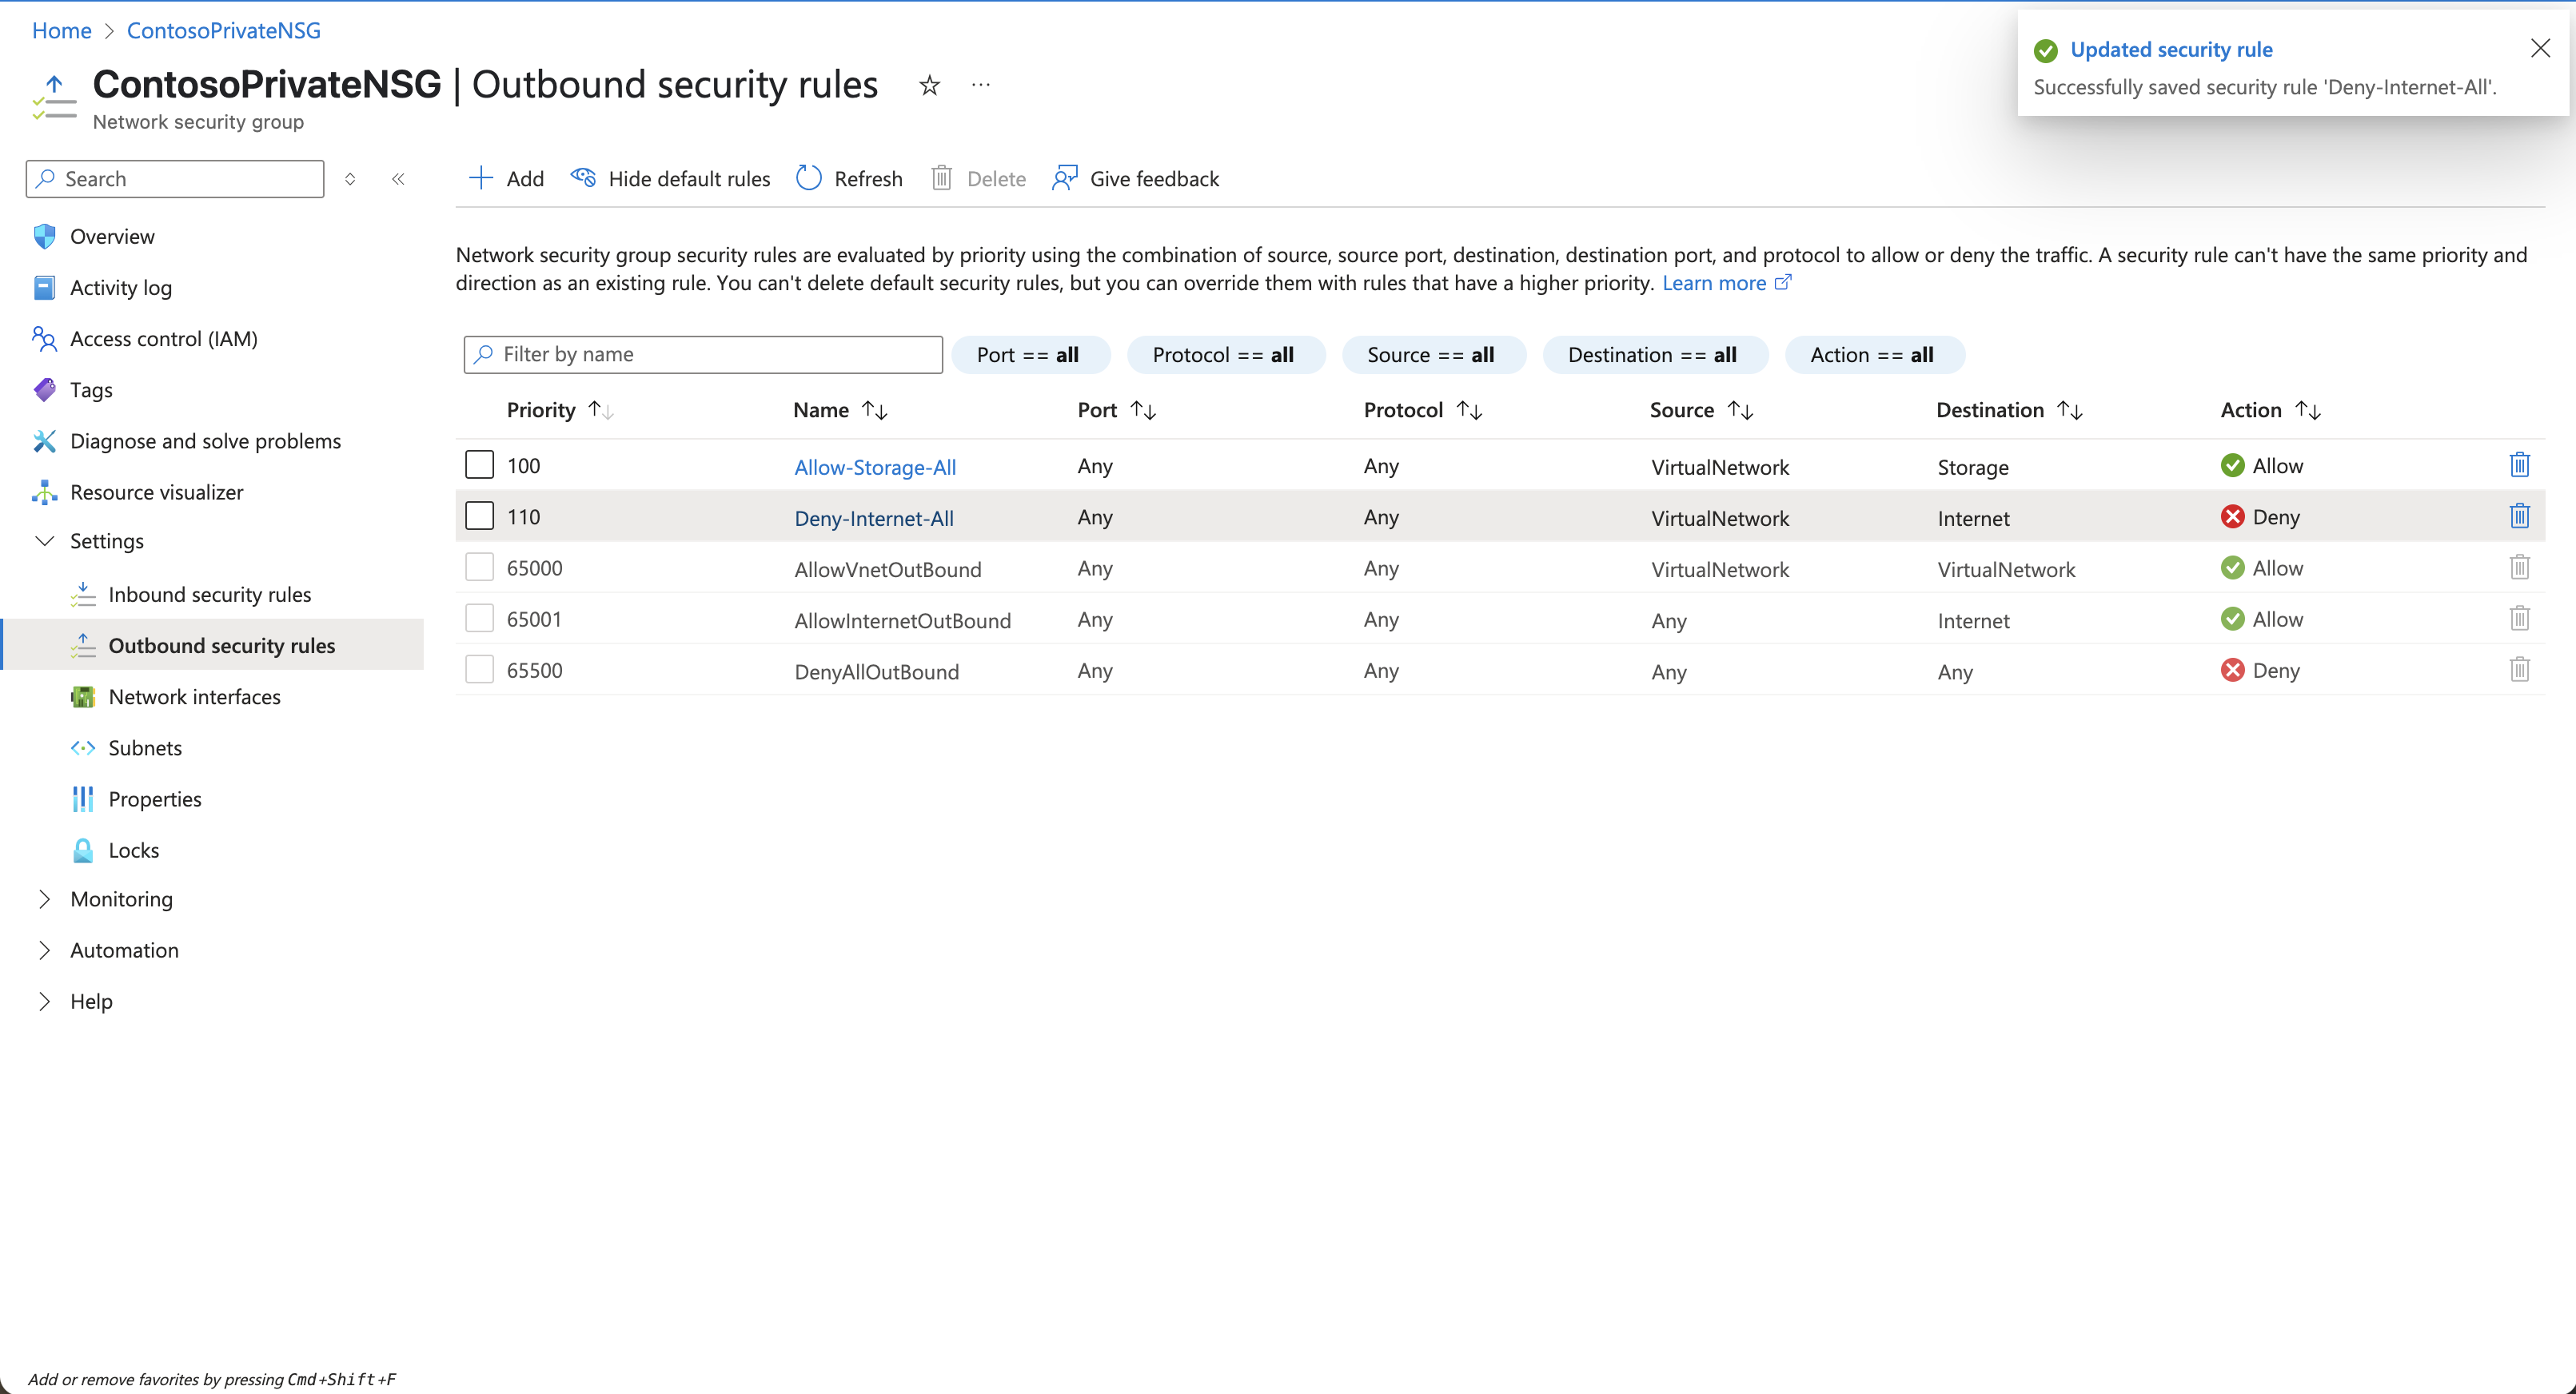 Home > ContosoPrivateNSG
Updated security rule
Successfully saved security rule 'Deny-Internet-All'.
ContosoPrivateNSG | Outbound security rules
Network security group
Search
Add Hide default rules Refresh Delete Give feedback
Overview
Activity log
Access control (IAM)
Tags
Diagnose and solve problems
Resource visualizer
Settings
Inbound security rules
Outbound security rules
Network interfaces
Subnets
Properties
Locks
Monitoring
Automation
Help
Network security group security rules are evaluated by priority using the combination of source, source port, destination, destination port, and protocol to allow or deny the traffic. A security rule can't have the same priority and
direction as an existing rule. You can't delete default security rules, but you can override them with rules that have a higher priority. Learn more
Filter by name Port == all Protocol == all Source == all Destination == all Action == all
Priority Name Port Protocol Source Destination Action
100 Allow-Storage-All Any Any VirtualNetwork Storage Allow
110 Deny-Internet-All Any Any VirtualNetwork Internet Deny
65000 AllowVnetOutBound Any Any VirtualNetwork VirtualNetwork Allow
65001 AllowInternetOutBound Any Any Any Internet Allow
65500 DenyAllOutBound Any Any Any Any Deny
Add or remove favorites by pressing Cmd+Shift+F